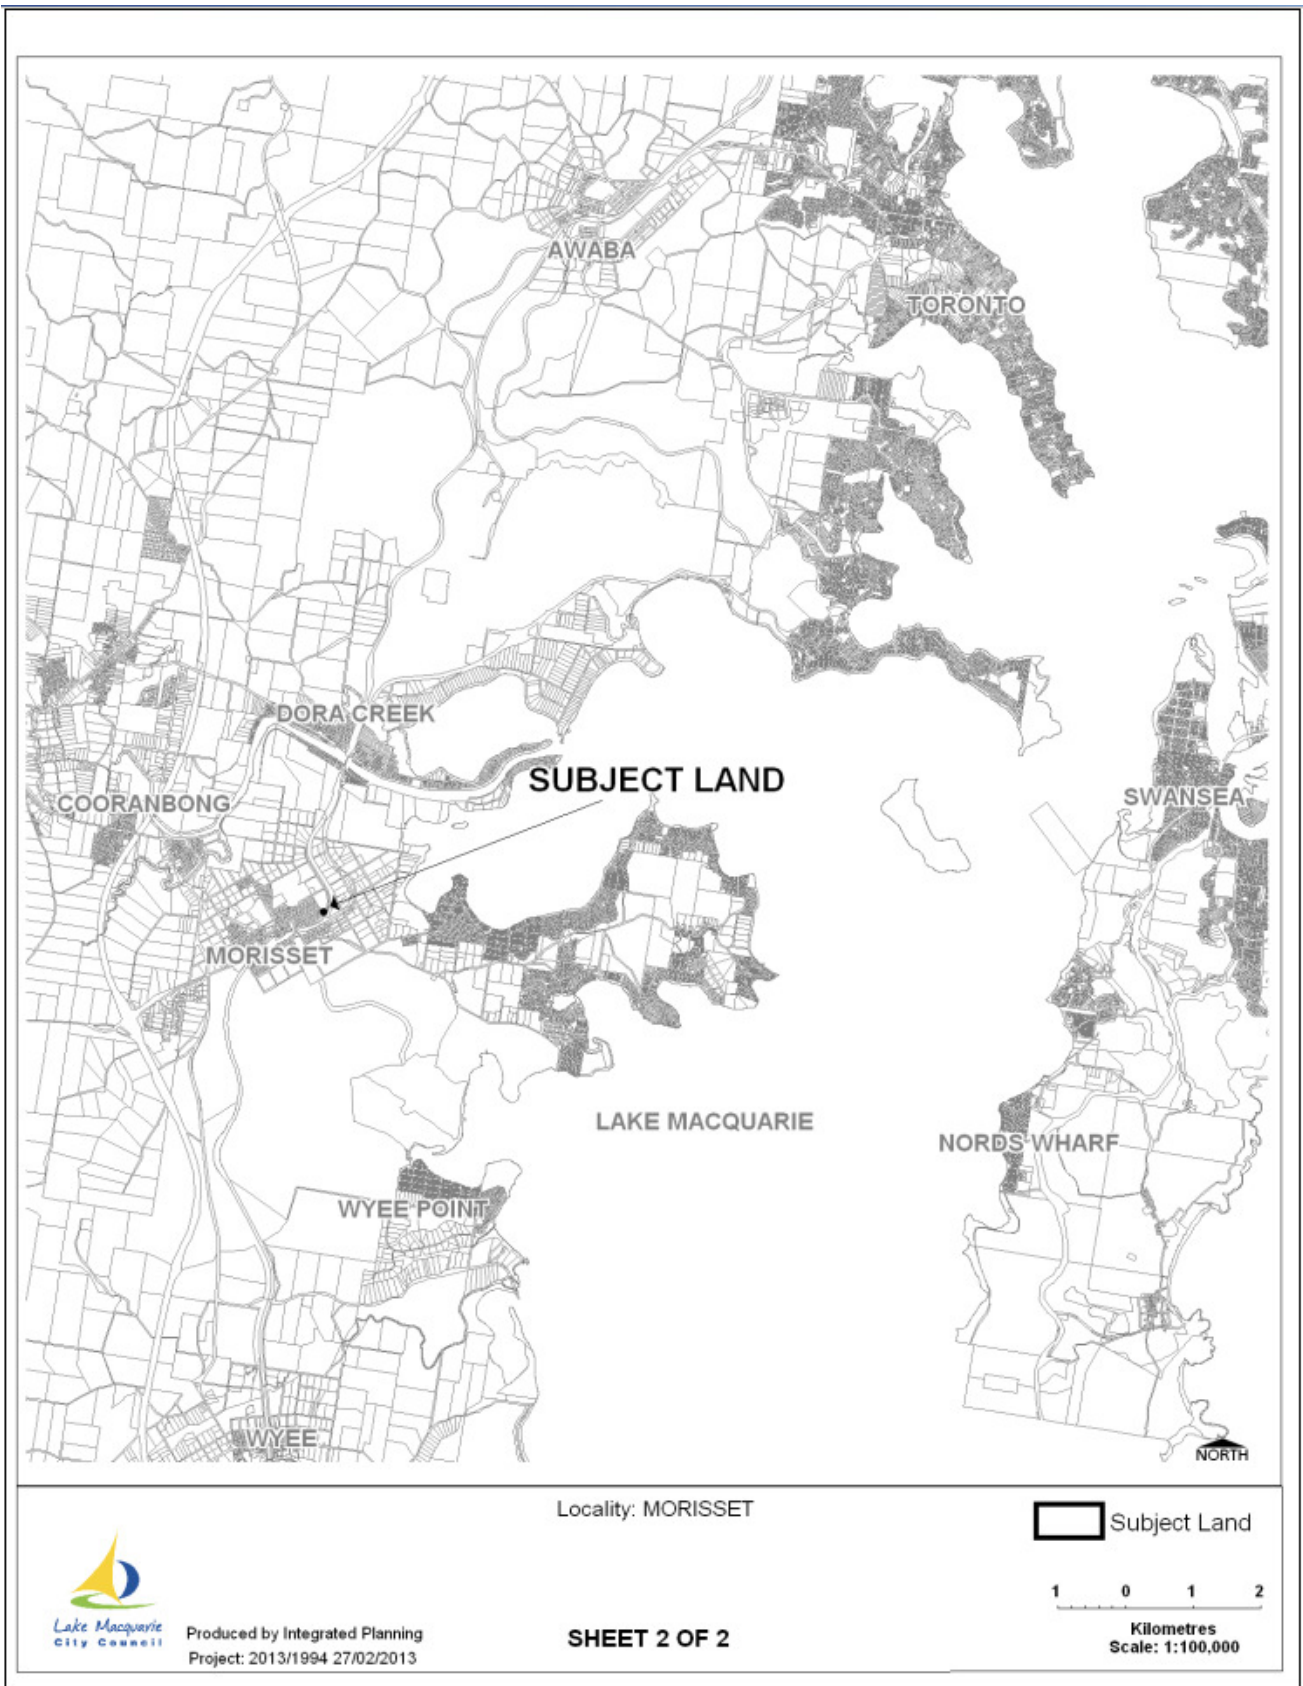 AWABA
TORONTO
DORA CREEK
SUBJECT LAND
COORANBONG
SWANSEA
MORISSET
LAKE MACQUARIE
NORDS WHARF
WYEE POINT
WYEE
NORTH
Locality: MORISSET
Subject Land
1 0 1 2
Kilometres
Scale: 1:100,000
Lake Macquarie
City Council
Produced by Integrated Planning
Project: 2013/1994 27/02/2013
SHEET 2 OF 2